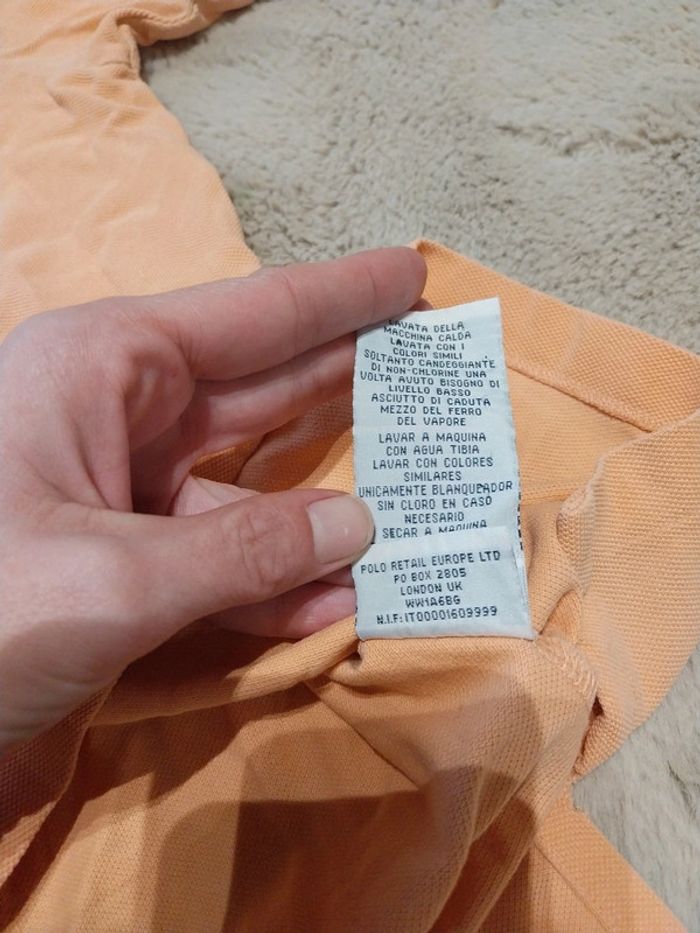 LAVATA DELLA
MACCHINA CALDA
LAVATA CON I
COLORI SIMILI
SOLTANTO CANDEGGIANTE
DI NON-CHLORINE UNA
VOLTA AVUTO BISOGNO DI
LIVELLO BASSO
ASCIUTTO DI CADUTA
MEZZO DEL FERRO
DEL VAPORE
LAVAR A MAQUINA
CON AGUA TIBIA
LAVAR CON COLORES
SIMILARES
UNICAMENTE BLANQUEADOR
SIN CLORO EN CASO
NECESARIO
SECAR A MAQUINA
POLO RETAIL EUROPE LTD
PO BOX 2805
LONDON UK
WW1A6BG
N.I.F:IT00001609999